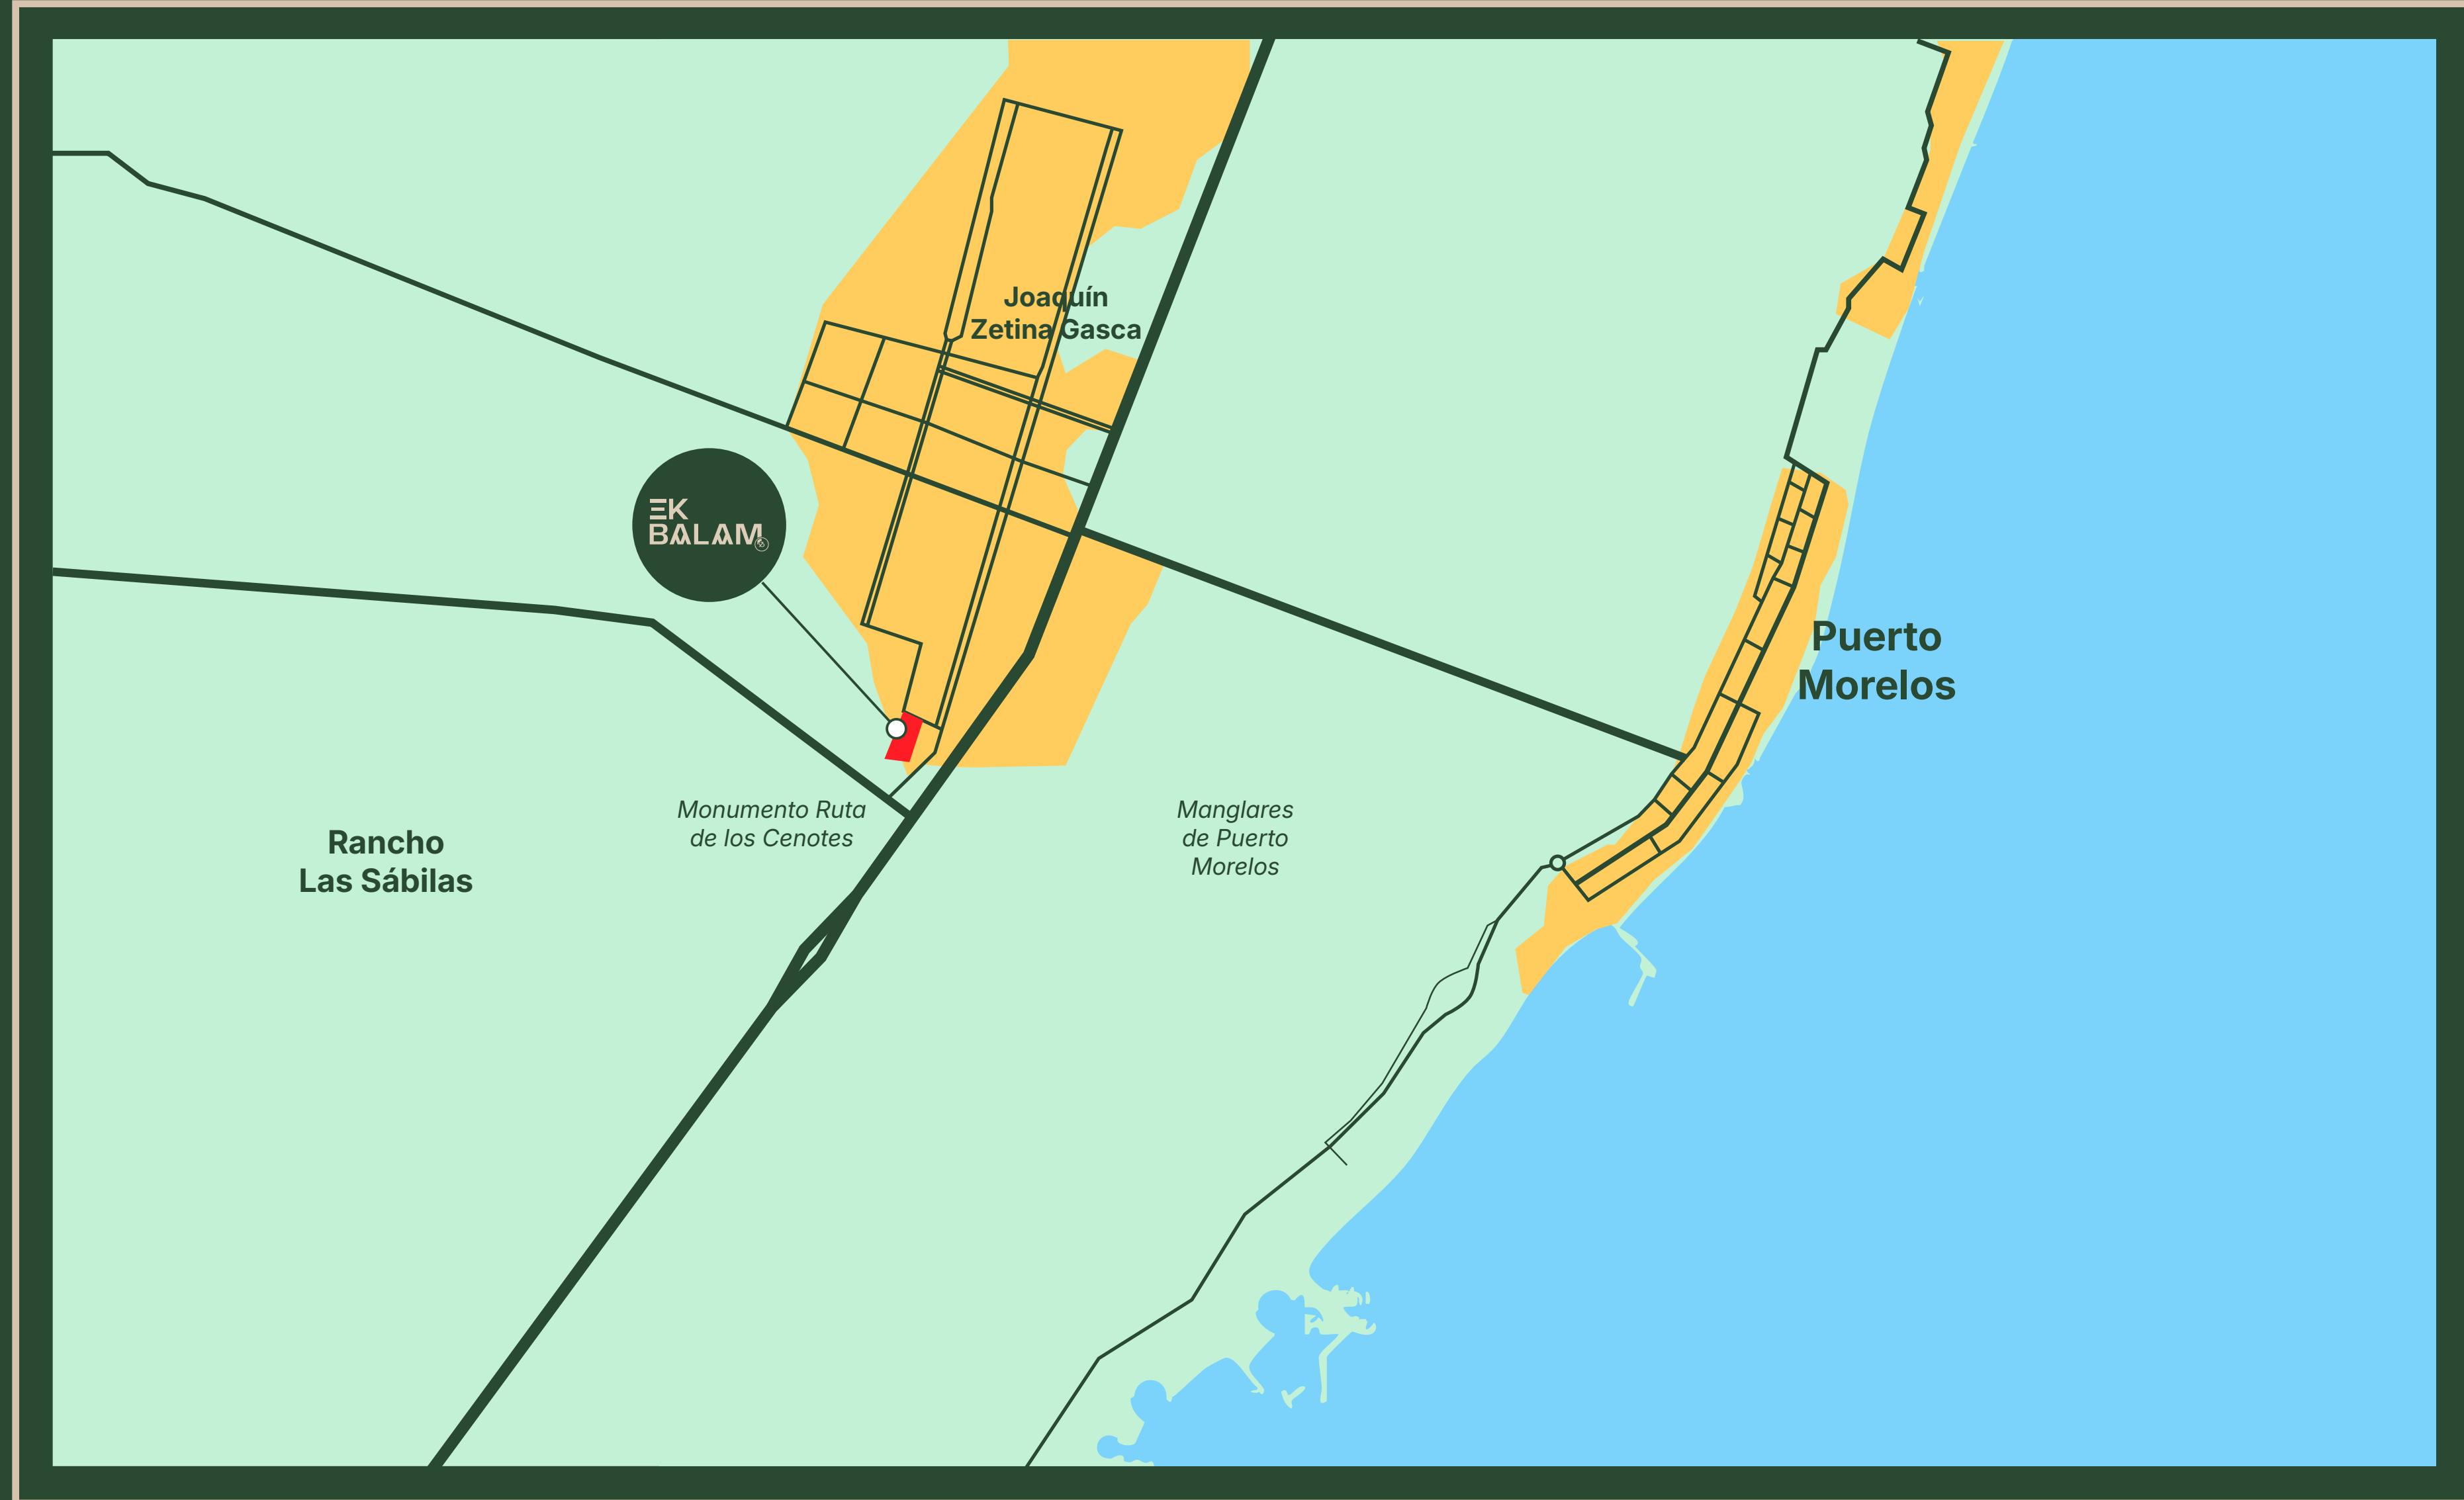 Joaquín
Zetina Gasca
EK
BALAM
Puerto
Morelos
Monumento Ruta
de los Cenotes
Manglares
de Puerto
Morelos
Rancho
Las Sábilas